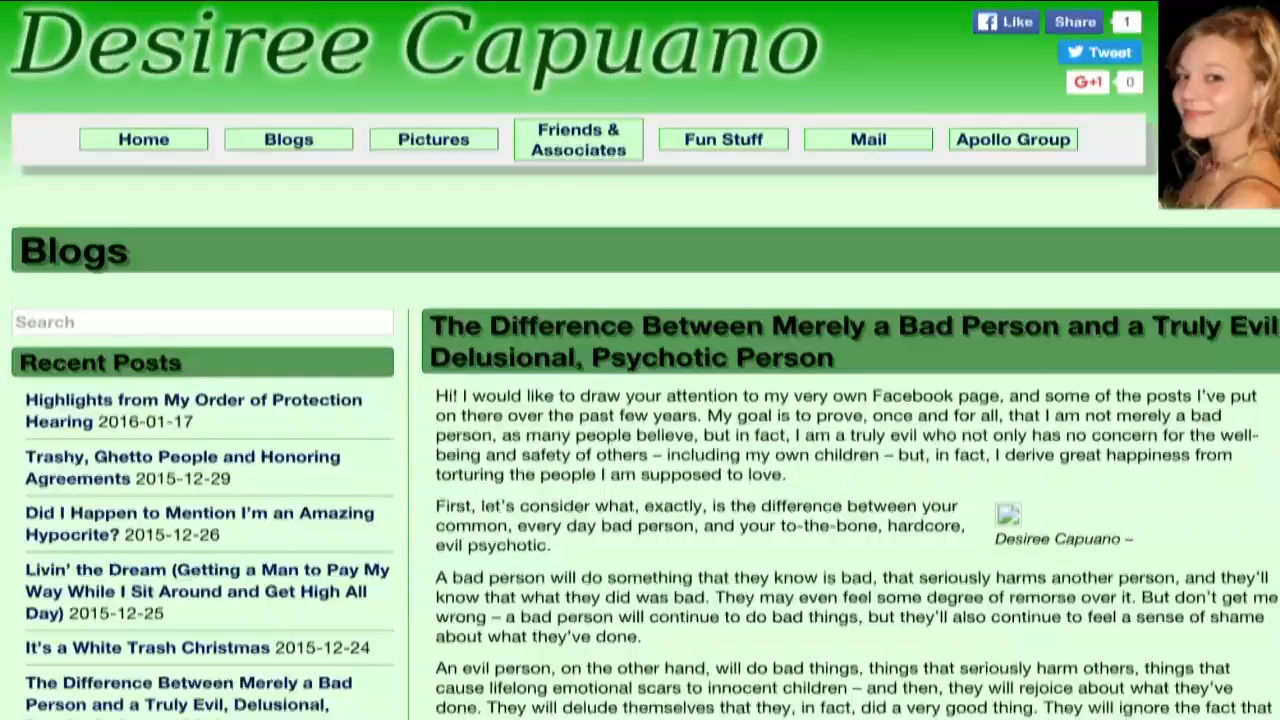 Desiree Capuano
Like
Share
1
Tweet
G+1
0
Home
Blogs
Pictures
Friends &
Associates
Fun Stuff
Mail
Apollo Group
Blogs
Search
Recent Posts
Highlights from My Order of Protection
Hearing 2016-01-17
Trashy, Ghetto People and Honoring
Agreements 2015-12-29
Did I Happen to Mention I'm an Amazing
Hypocrite? 2015-12-26
Livin' the Dream (Getting a Man to Pay My
Way While I Sit Around and Get High All
Day) 2015-12-25
It's a White Trash Christmas 2015-12-24
The Difference Between Merely a Bad
Person and a Truly Evil, Delusional,
The Difference Between Merely a Bad Person and a Truly Evil
Delusional, Psychotic Person
Hi! I would like to draw your attention to my very own Facebook page, and some of the posts I've put
on there over the past few years. My goal is to prove, once and for all, that I am not merely a bad
person, as many people believe, but in fact, I am a truly evil who not only has no concern for the well-
being and safety of others – including my own children – but, in fact, I derive great happiness from
torturing the people I am supposed to love.
First, let's consider what, exactly, is the difference between your
common, every day bad person, and your to-the-bone, hardcore,
evil psychotic.
Desiree Capuano –
A bad person will do something that they know is bad, that seriously harms another person, and they'll
know that what they did was bad. They may even feel some degree of remorse over it. But don't get me
wrong – a bad person will continue to do bad things, but they'll also continue to feel a sense of shame
about what they've done.
An evil person, on the other hand, will do bad things, things that seriously harm others, things that
cause lifelong emotional scars to innocent children – and then, they will rejoice about what they've
done. They will delude themselves that they, in fact, did a very good thing. They will ignore the fact that